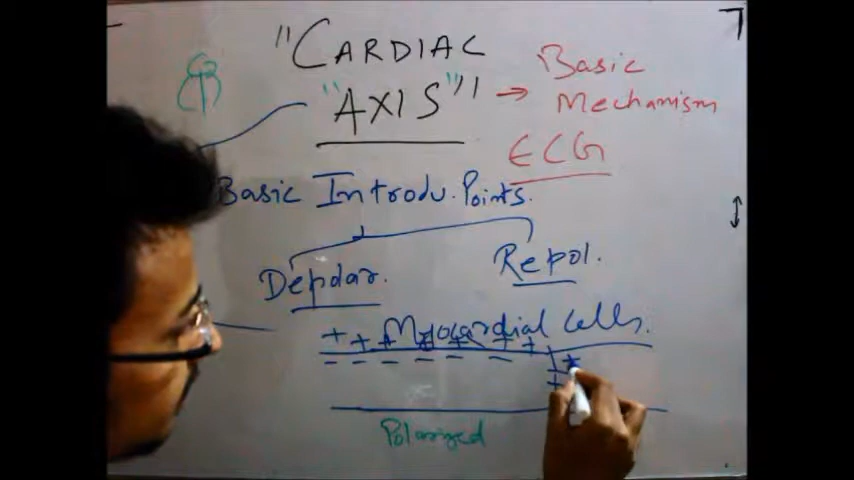 "CARDIAC
"AXIS"" → Basic
Mechanism
ECG
Basic Introdu. Points.
Depolar. Repol.
Myocardial Cells.
+ + + + + + +
- - - - - -
+ +
Polarized